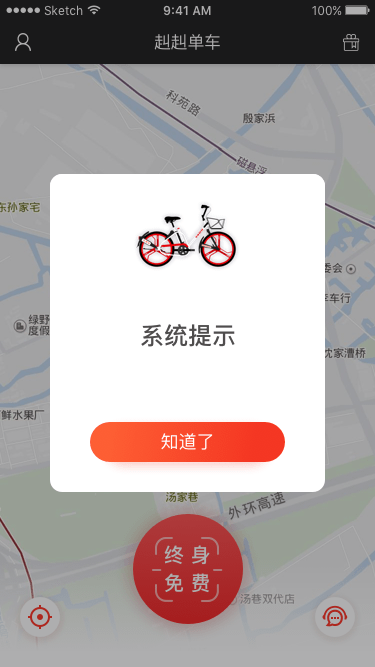 Sketch
9:41 AM
100%
赳赳单车
科苑路
殷家浜
磁悬浮
东孙家宅
委会
绿野
度假
李车行
沈家漕桥
鲜水果厂
系统提示
知道了
汤家巷
外环高速
终身
免费
汤巷双代店